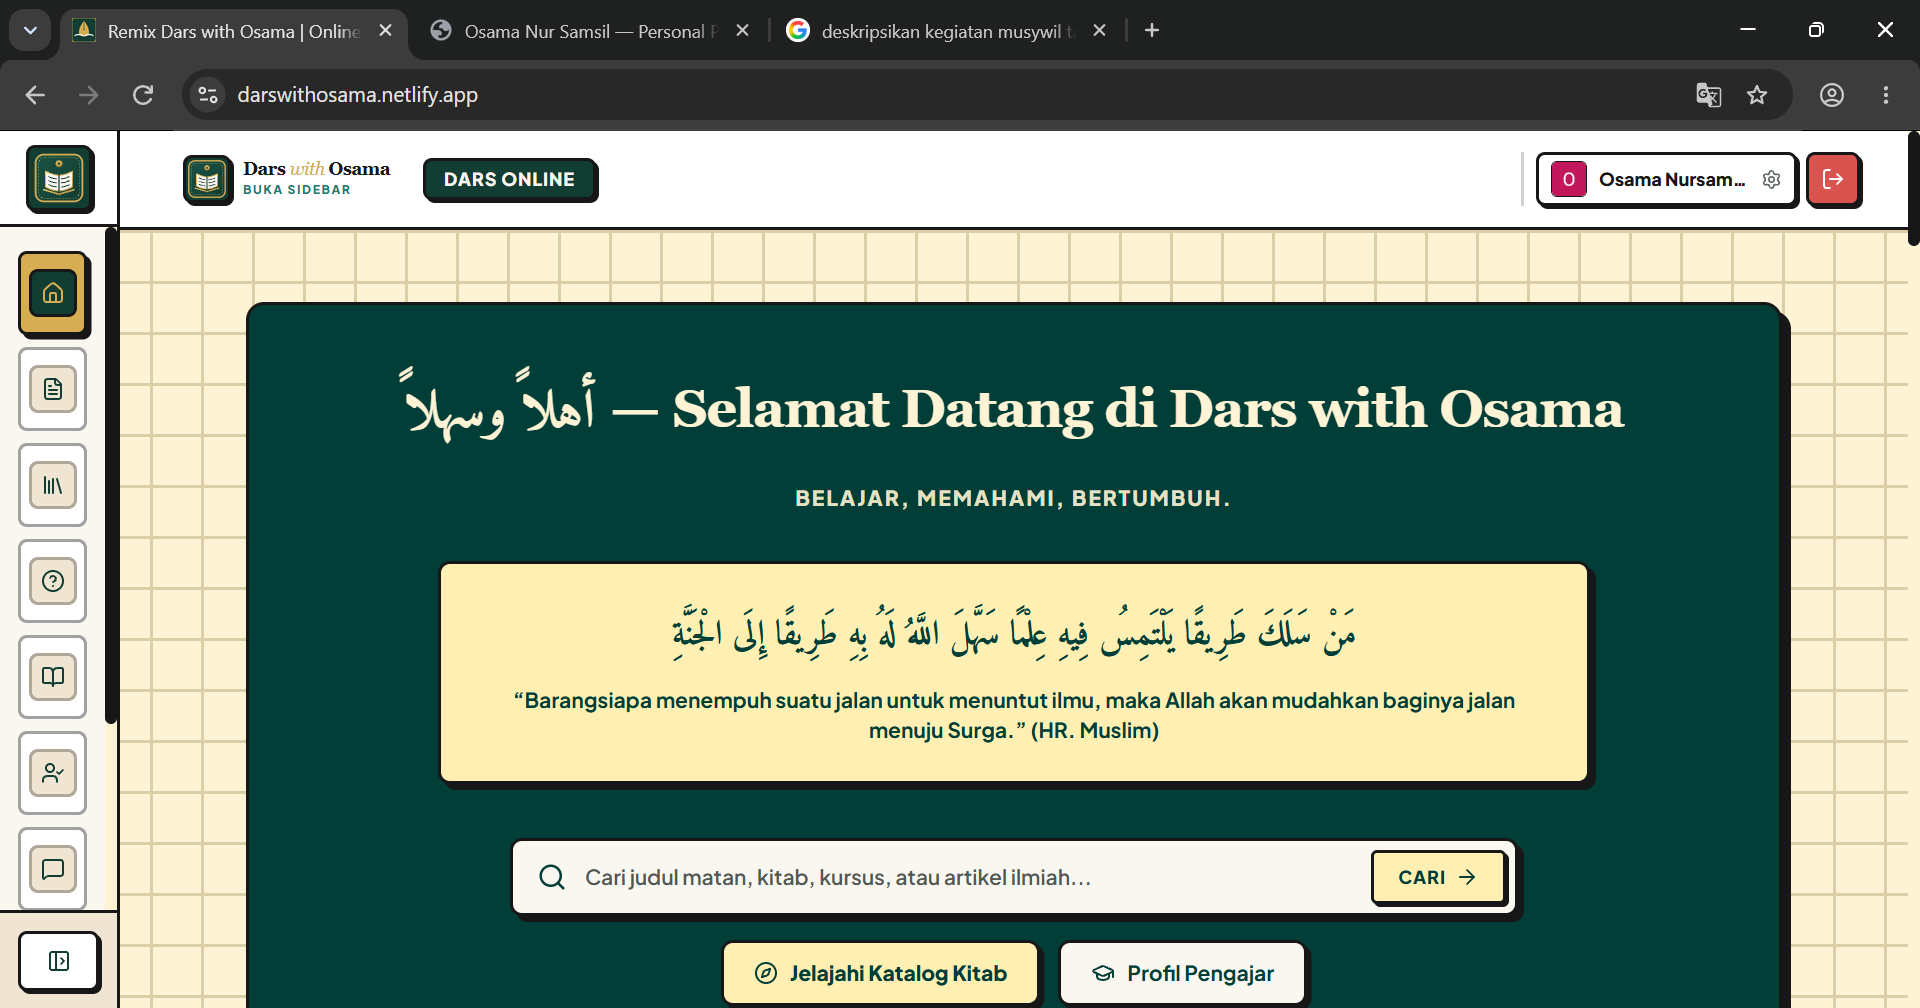 Remix Dars with Osama | Online
Osama Nur Samsil — Personal P
deskripsikan kegiatan musywil t
darswithosama.netlify.app
Dars with Osama
BUKA SIDEBAR
DARS ONLINE
O
Osama Nursam...
أهلاً وسهلاً — Selamat Datang di Dars with Osama
BELAJAR, MEMAHAMI, BERTUMBUH.
مَنْ سَلَكَ طَرِيقًا يَلْتَمِسُ فِيهِ عِلْمًا سَهَّلَ اللَّهُ لَهُ بِهِ طَرِيقًا إِلَى الْجَنَّةِ
“Barangsiapa menempuh suatu jalan untuk menuntut ilmu, maka Allah akan mudahkan baginya jalan
menuju Surga.” (HR. Muslim)
Cari judul matan, kitab, kursus, atau artikel ilmiah...
CARI
Jelajahi Katalog Kitab
Profil Pengajar